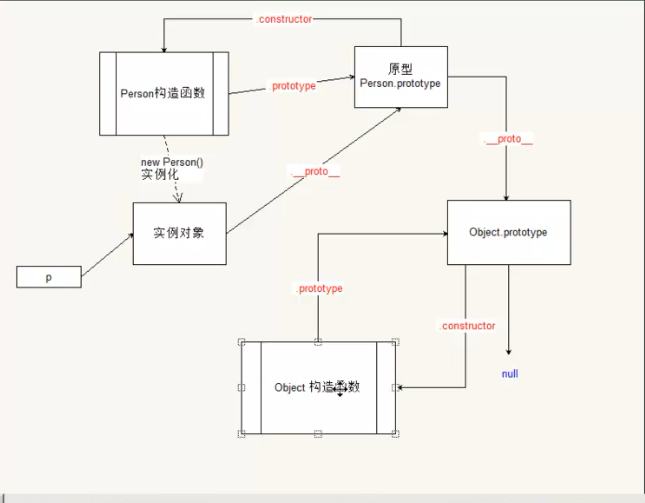 .constructor
原型
Person.prototype
Person构造函数
.prototype
.__proto__
new Person()
实例化
.__proto__
实例对象
Object.prototype
p
.prototype
.constructor
null
Object 构造函数